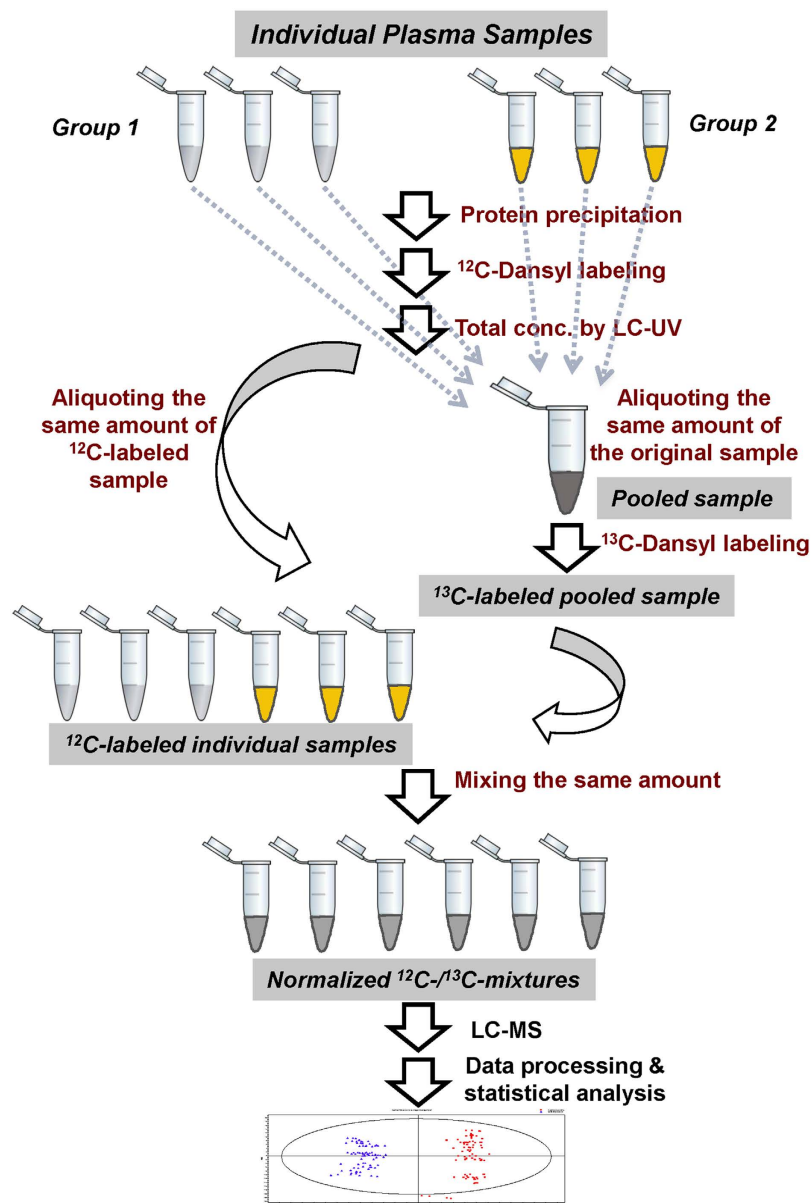 Individual Plasma Samples
Group 1
Group 2
Protein precipitation
¹²C-Dansyl labeling
Total conc. by LC-UV
Aliquoting the
same amount of
¹²C-labeled
sample
Aliquoting the
same amount of
the original sample
Pooled sample
¹³C-Dansyl labeling
¹³C-labeled pooled sample
¹²C-labeled individual samples
Mixing the same amount
Normalized ¹²C-/¹³C-mixtures
LC-MS
Data processing &
statistical analysis